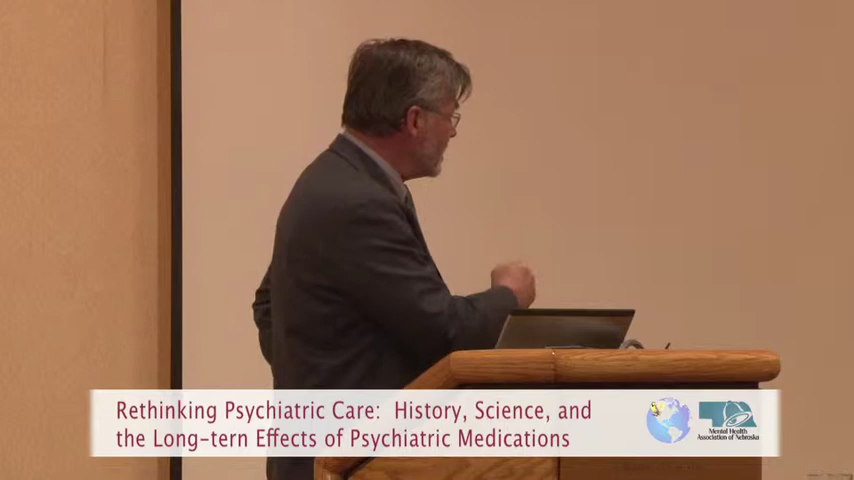 Rethinking Psychiatric Care:  History, Science, and
the Long-tern Effects of Psychiatric Medications
Mental Health
Association of Nebraska